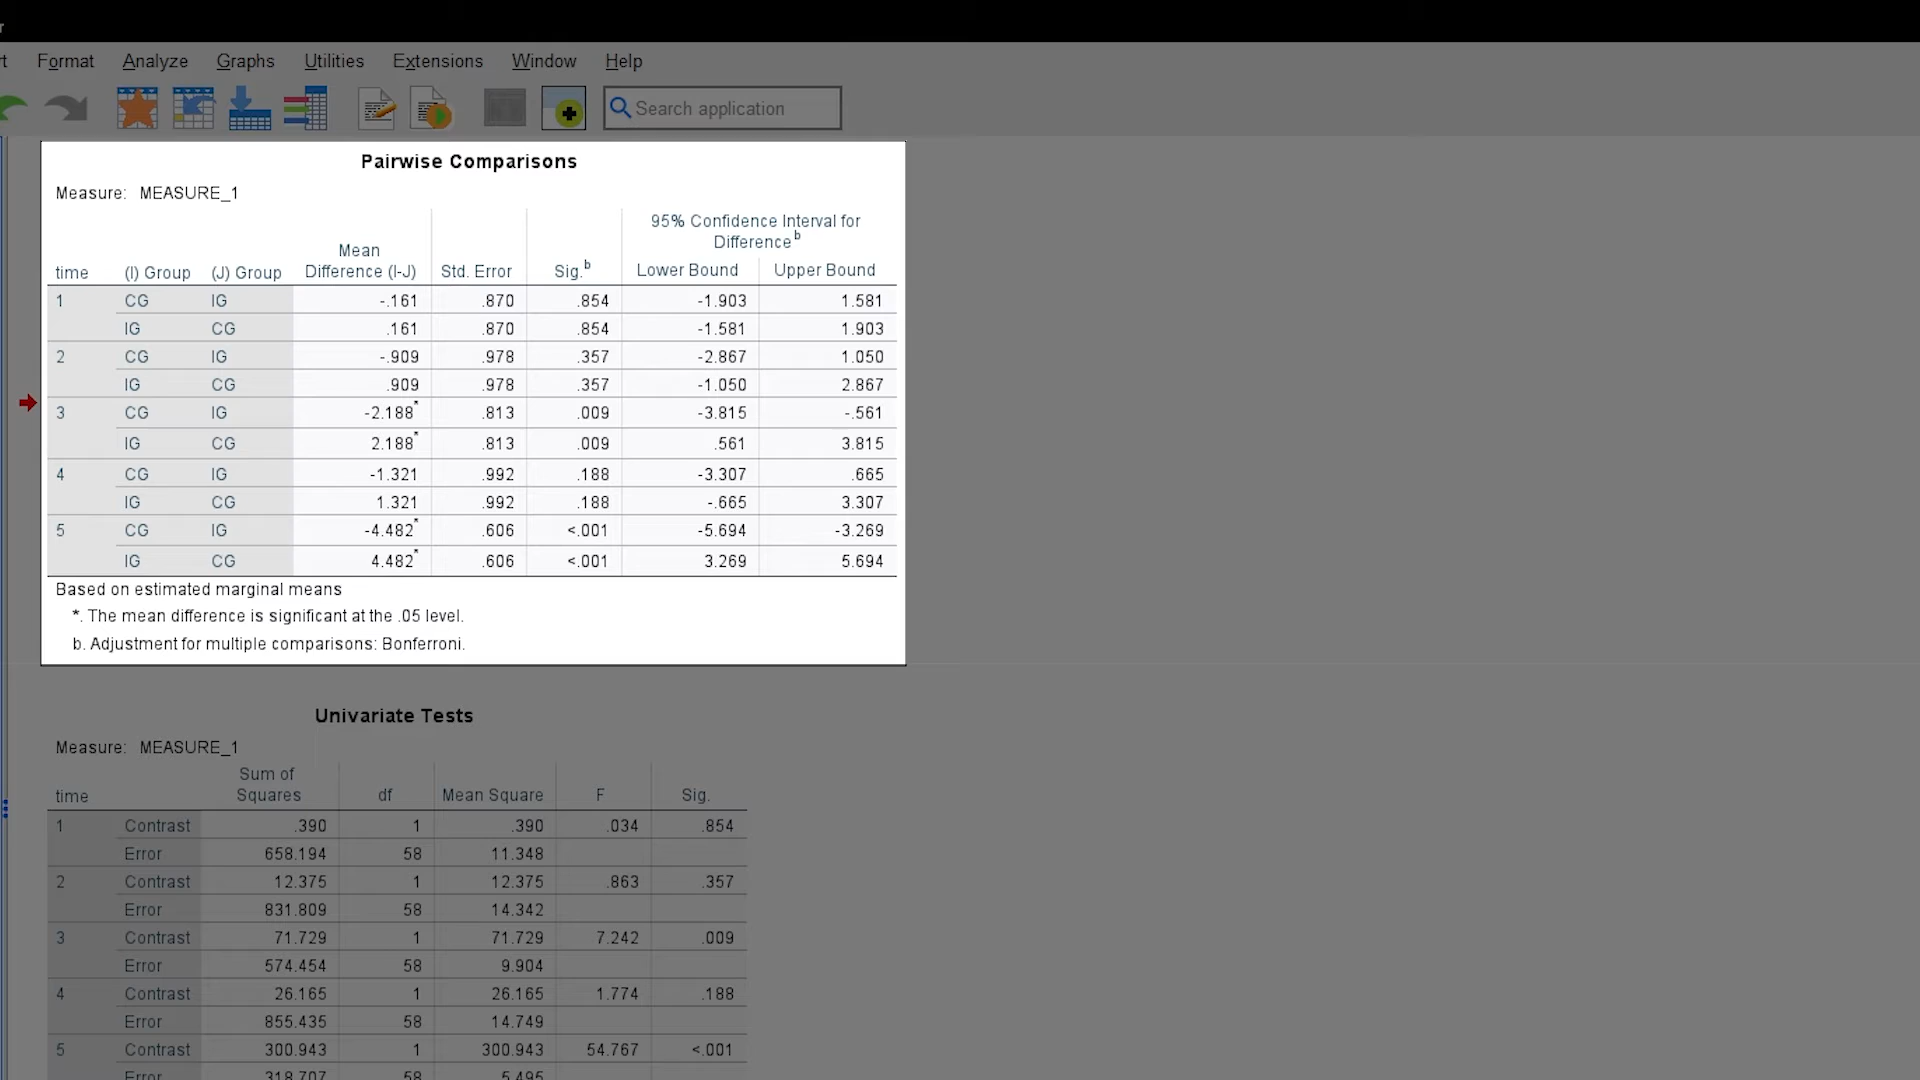 r
rt Format Analyze Graphs Utilities Extensions Window Help
Search application
Pairwise Comparisons
Measure: MEASURE_1
95% Confidence Interval for
Difference b
Mean
time (I) Group (J) Group Difference (I-J) Std. Error Sig.b Lower Bound Upper Bound
1 CG IG -.161 .870 .854 -1.903 1.581
IG CG .161 .870 .854 -1.581 1.903
2 CG IG -.909 .978 .357 -2.867 1.050
IG CG .909 .978 .357 -1.050 2.867
3 CG IG -2.188* .813 .009 -3.815 -.561
IG CG 2.188* .813 .009 .561 3.815
4 CG IG -1.321 .992 .188 -3.307 .665
IG CG 1.321 .992 .188 -.665 3.307
5 CG IG -4.482* .606 <.001 -5.694 -3.269
IG CG 4.482* .606 <.001 3.269 5.694
Based on estimated marginal means
*. The mean difference is significant at the .05 level.
b. Adjustment for multiple comparisons: Bonferroni.
Univariate Tests
Measure: MEASURE_1
Sum of
time Squares df Mean Square F Sig.
1 Contrast .390 1 .390 .034 .854
Error 658.194 58 11.348
2 Contrast 12.375 1 12.375 .863 .357
Error 831.809 58 14.342
3 Contrast 71.729 1 71.729 7.242 .009
Error 574.454 58 9.904
4 Contrast 26.165 1 26.165 1.774 .188
Error 855.435 58 14.749
5 Contrast 300.943 1 300.943 54.767 <.001
Error 318.707 58 5.495